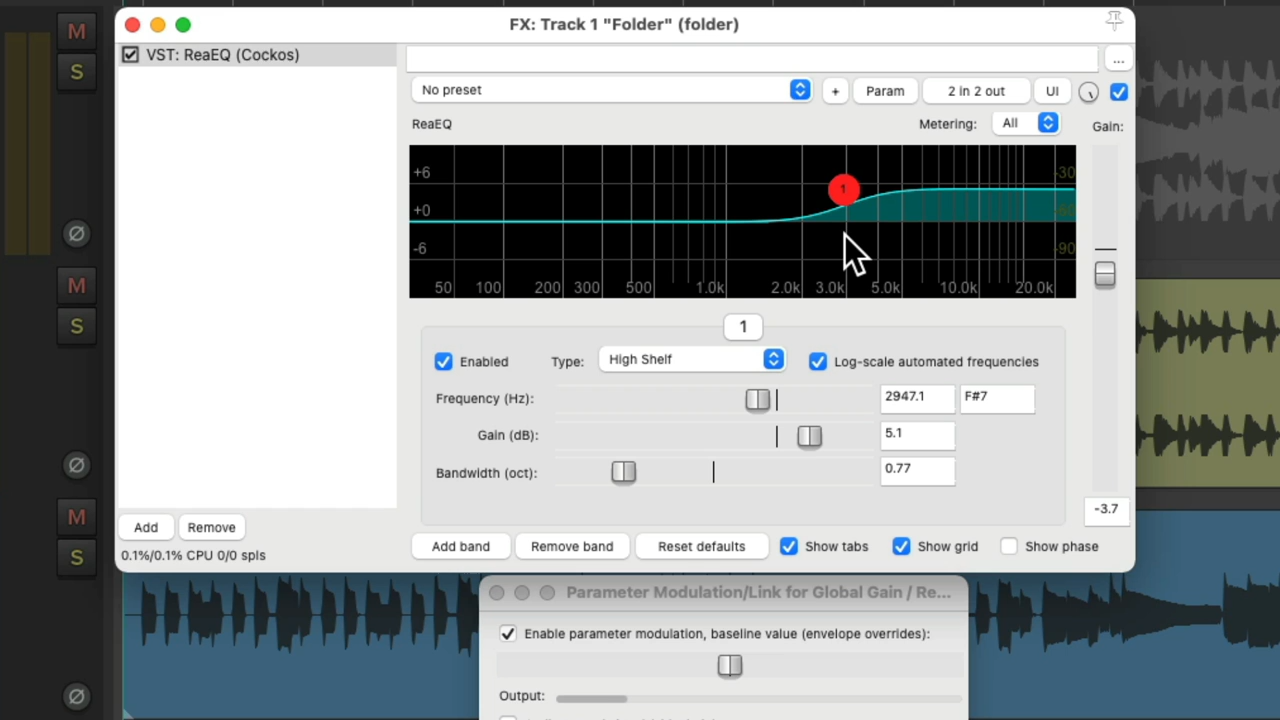 FX: Track 1 "Folder" (folder)
VST: ReaEQ (Cockos)
...
No preset
+
Param
2 in 2 out
UI
ReaEQ
Metering:
All
Gain:
+6
+0
-6
-30
-60
-90
1
50 100 200 300 500 1.0k 2.0k 3.0k 5.0k 10.0k 20.0k
1
Enabled
Type:
High Shelf
Log-scale automated frequencies
Frequency (Hz):
2947.1
F#7
Gain (dB):
5.1
Bandwidth (oct):
0.77
-3.7
Add
Remove
Add band
Remove band
Reset defaults
Show tabs
Show grid
Show phase
0.1%/0.1% CPU 0/0 spls
M
S
M
S
M
S
Parameter Modulation/Link for Global Gain / Re...
Enable parameter modulation, baseline value (envelope overrides):
Output: